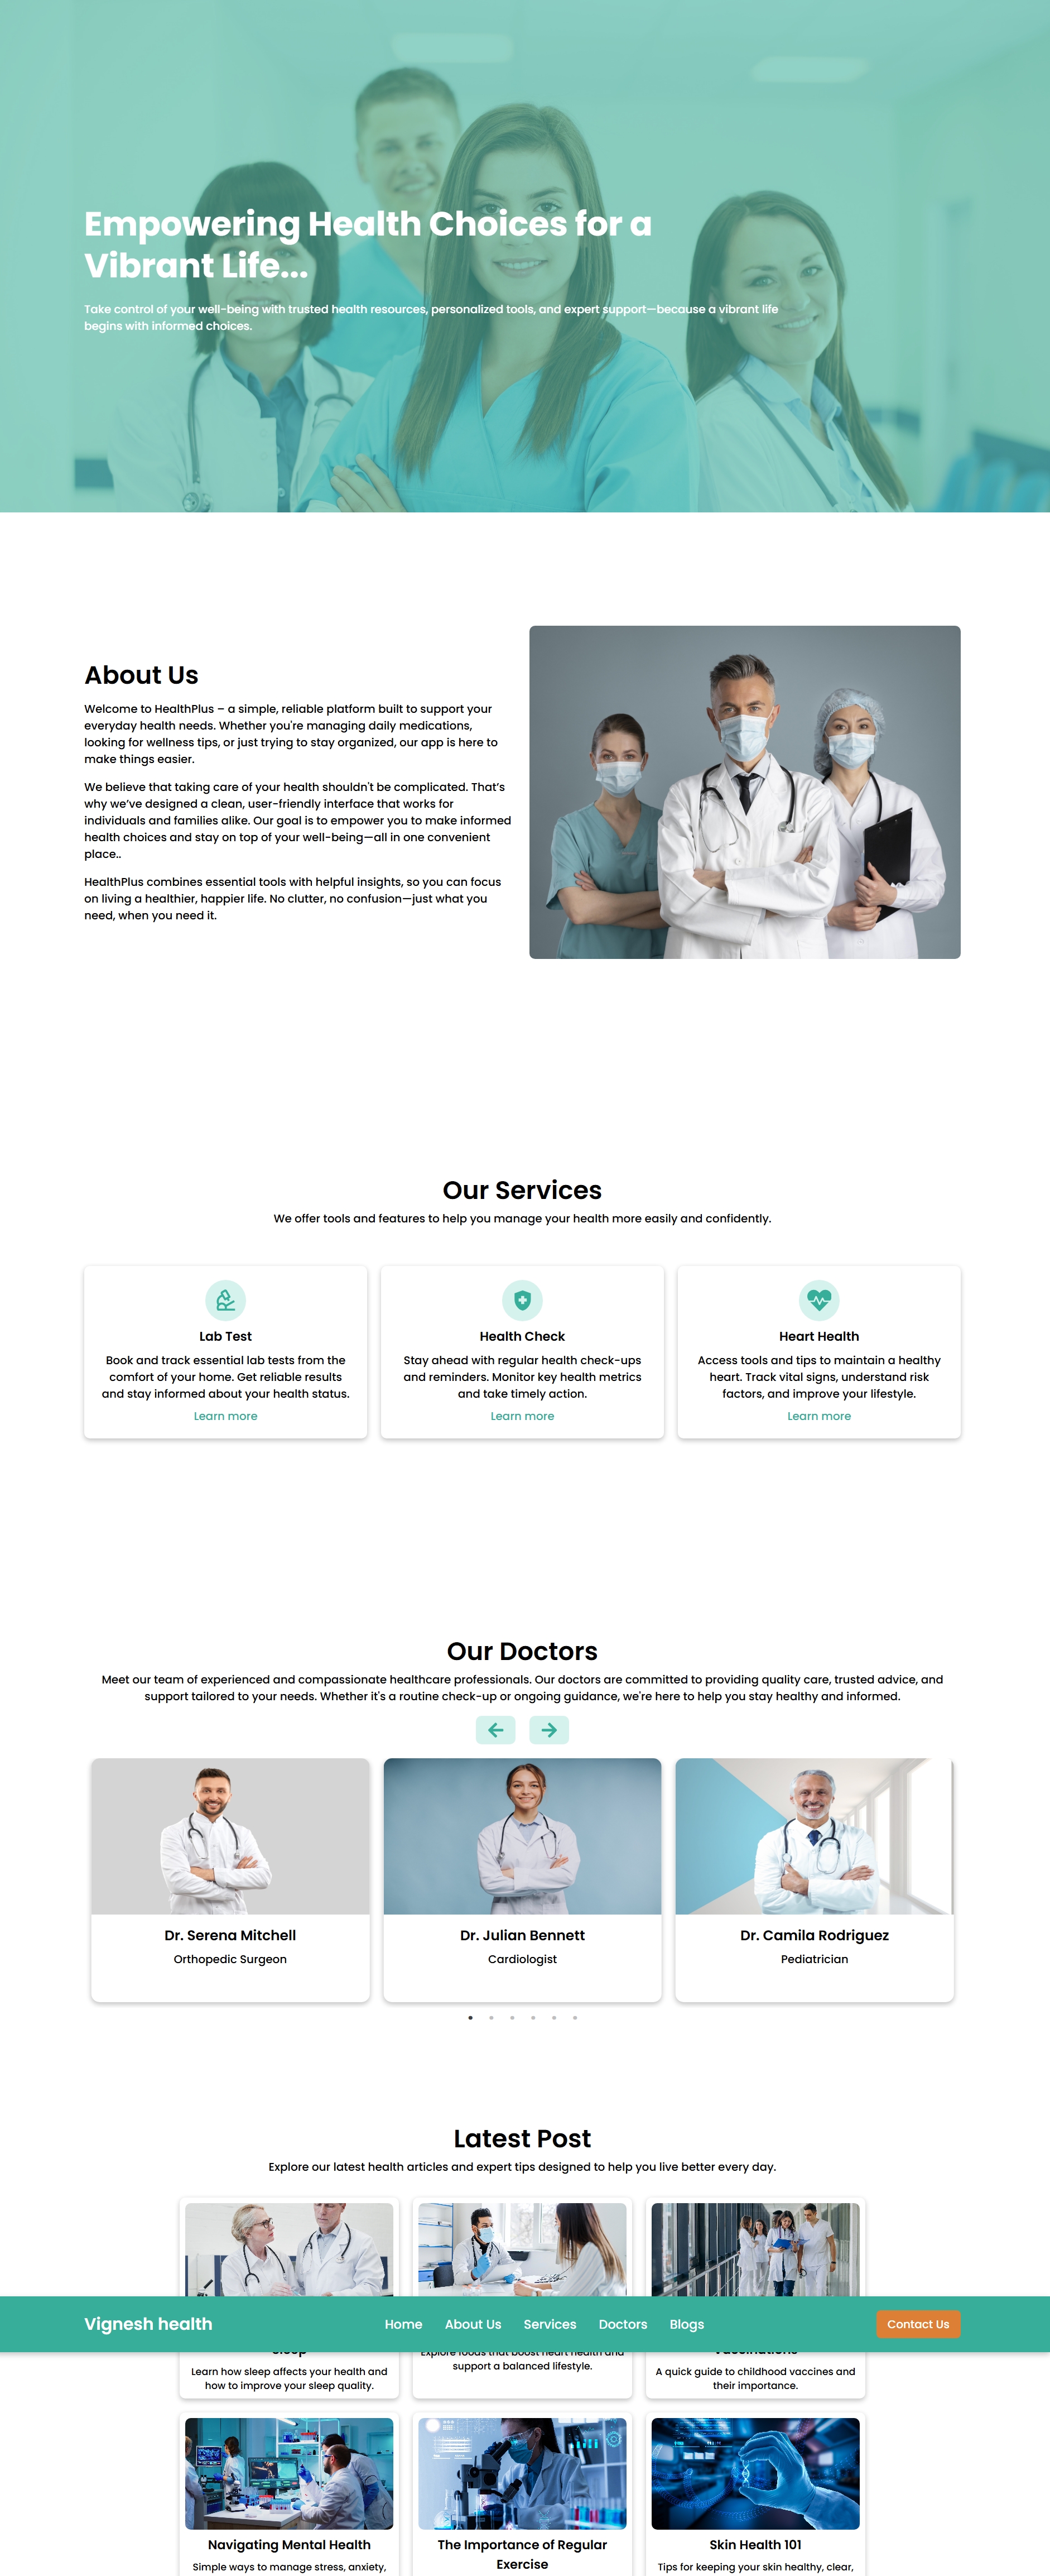 Empowering Health Choices for a
Vibrant Life...
Take control of your well-being with trusted health resources, personalized tools, and expert support—because a vibrant life
begins with informed choices.
About Us
Welcome to HealthPlus – a simple, reliable platform built to support your
everyday health needs. Whether you're managing daily medications,
looking for wellness tips, or just trying to stay organized, our app is here to
make things easier.
We believe that taking care of your health shouldn't be complicated. That’s
why we’ve designed a clean, user-friendly interface that works for
individuals and families alike. Our goal is to empower you to make informed
health choices and stay on top of your well-being—all in one convenient
place..
HealthPlus combines essential tools with helpful insights, so you can focus
on living a healthier, happier life. No clutter, no confusion—just what you
need, when you need it.
Our Services
We offer tools and features to help you manage your health more easily and confidently.
Lab Test
Book and track essential lab tests from the
comfort of your home. Get reliable results
and stay informed about your health status.
Learn more
Health Check
Stay ahead with regular health check-ups
and reminders. Monitor key health metrics
and take timely action.
Learn more
Heart Health
Access tools and tips to maintain a healthy
heart. Track vital signs, understand risk
factors, and improve your lifestyle.
Learn more
Our Doctors
Meet our team of experienced and compassionate healthcare professionals. Our doctors are committed to providing quality care, trusted advice, and
support tailored to your needs. Whether it's a routine check-up or ongoing guidance, we're here to help you stay healthy and informed.
Dr. Serena Mitchell
Orthopedic Surgeon
Dr. Julian Bennett
Cardiologist
Dr. Camila Rodriguez
Pediatrician
Latest Post
Explore our latest health articles and expert tips designed to help you live better every day.
Vignesh health
Home
About Us
Services
Doctors
Blogs
Contact Us
Sleep
Learn how sleep affects your health and
how to improve your sleep quality.
Explore foods that boost heart health and
support a balanced lifestyle.
Vaccinations
A quick guide to childhood vaccines and
their importance.
Navigating Mental Health
Simple ways to manage stress, anxiety,
The Importance of Regular
Exercise
Skin Health 101
Tips for keeping your skin healthy, clear,